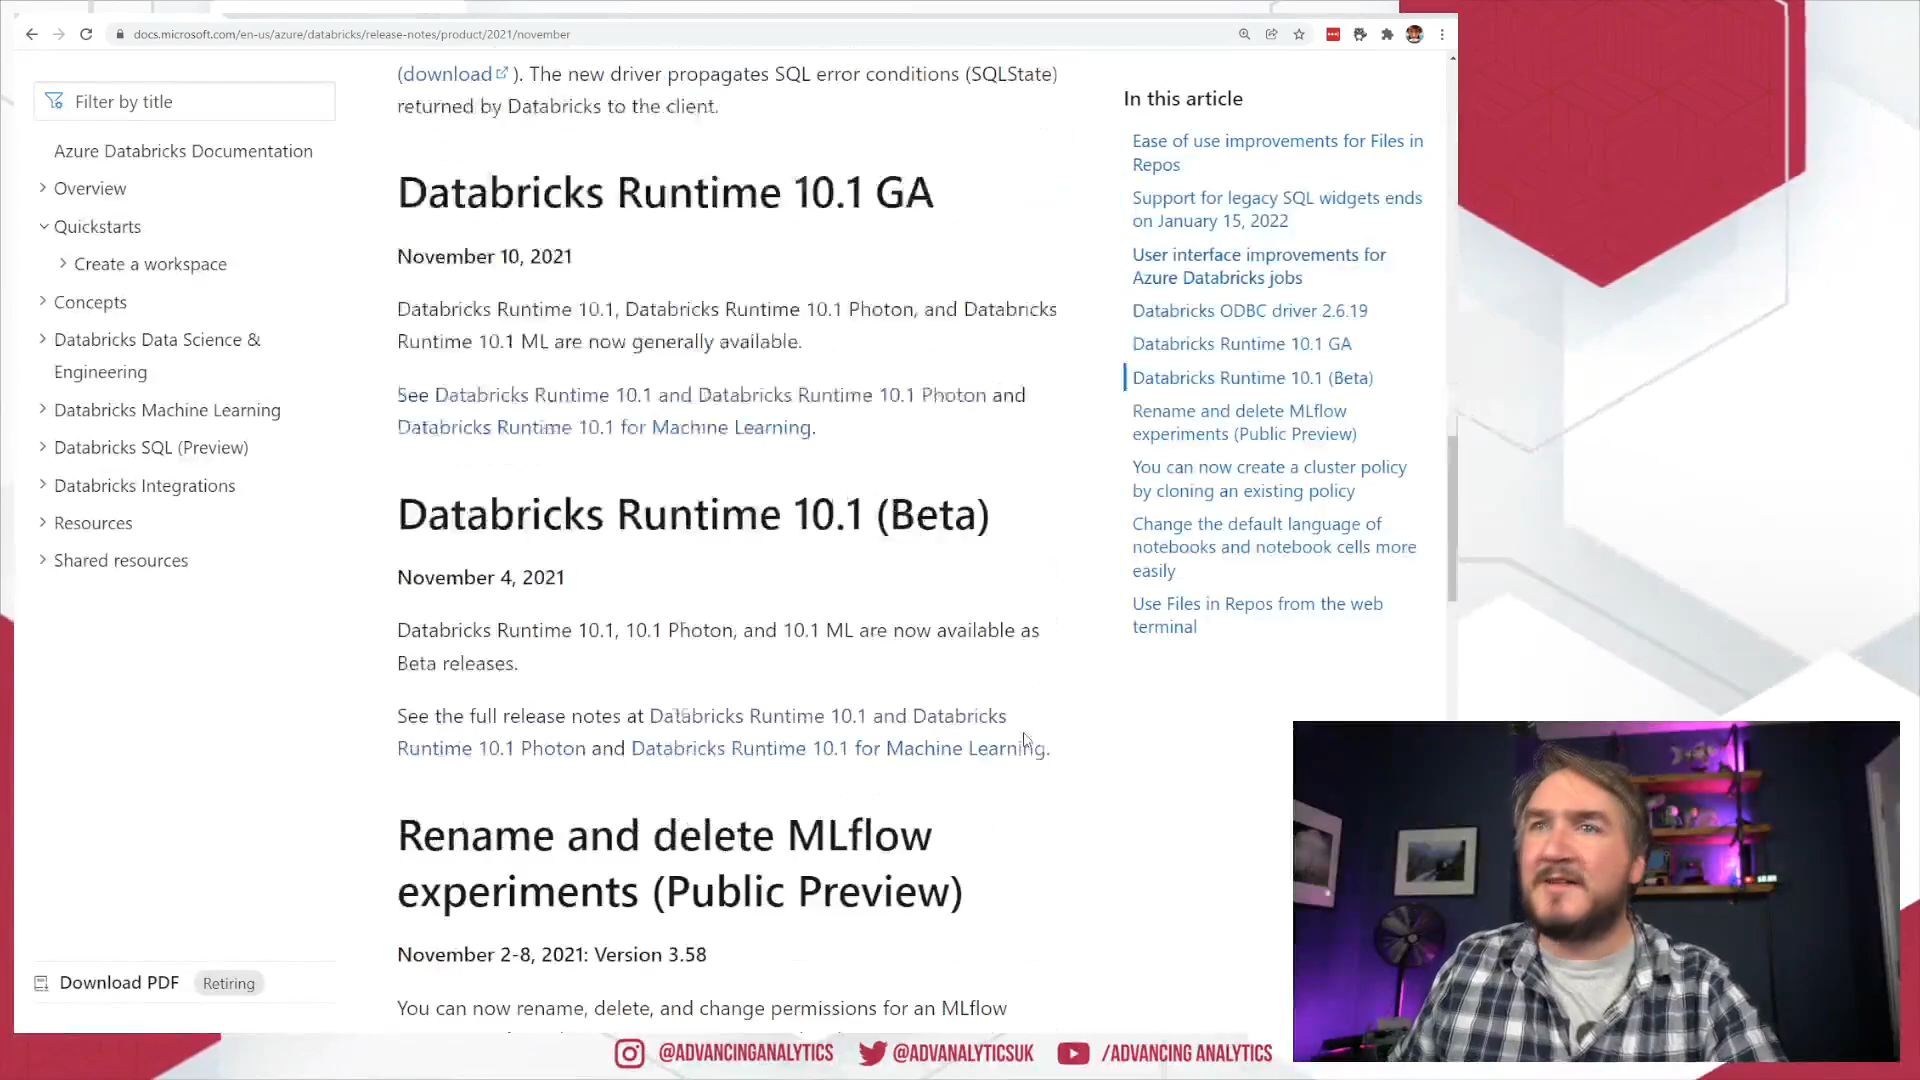 docs.microsoft.com/en-us/azure/databricks/release-notes/product/2021/november
Filter by title
Azure Databricks Documentation
Overview
Quickstarts
Create a workspace
Concepts
Databricks Data Science &
Engineering
Databricks Machine Learning
Databricks SQL (Preview)
Databricks Integrations
Resources
Shared resources
Download PDF
Retiring
(download ). The new driver propagates SQL error conditions (SQLState)
returned by Databricks to the client.
Databricks Runtime 10.1 GA
November 10, 2021
Databricks Runtime 10.1, Databricks Runtime 10.1 Photon, and Databricks
Runtime 10.1 ML are now generally available.
See Databricks Runtime 10.1 and Databricks Runtime 10.1 Photon and
Databricks Runtime 10.1 for Machine Learning.
Databricks Runtime 10.1 (Beta)
November 4, 2021
Databricks Runtime 10.1, 10.1 Photon, and 10.1 ML are now available as
Beta releases.
See the full release notes at Databricks Runtime 10.1 and Databricks
Runtime 10.1 Photon and Databricks Runtime 10.1 for Machine Learning.
Rename and delete MLflow
experiments (Public Preview)
November 2-8, 2021: Version 3.58
You can now rename, delete, and change permissions for an MLflow
In this article
Ease of use improvements for Files in
Repos
Support for legacy SQL widgets ends
on January 15, 2022
User interface improvements for
Azure Databricks jobs
Databricks ODBC driver 2.6.19
Databricks Runtime 10.1 GA
Databricks Runtime 10.1 (Beta)
Rename and delete MLflow
experiments (Public Preview)
You can now create a cluster policy
by cloning an existing policy
Change the default language of
notebooks and notebook cells more
easily
Use Files in Repos from the web
terminal
@ADVANCINGANALYTICS @ADVANALYTICSUK /ADVANCING ANALYTICS